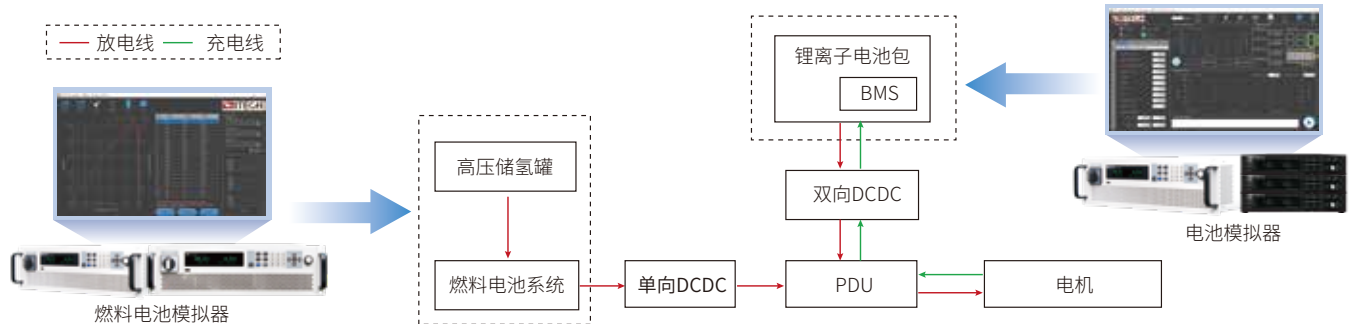 放电线 充电线
ITECH
锂离子电池包
BMS
高压储氢罐
双向DCDC
电池模拟器
燃料电池系统
单向DCDC
PDU
电机
燃料电池模拟器